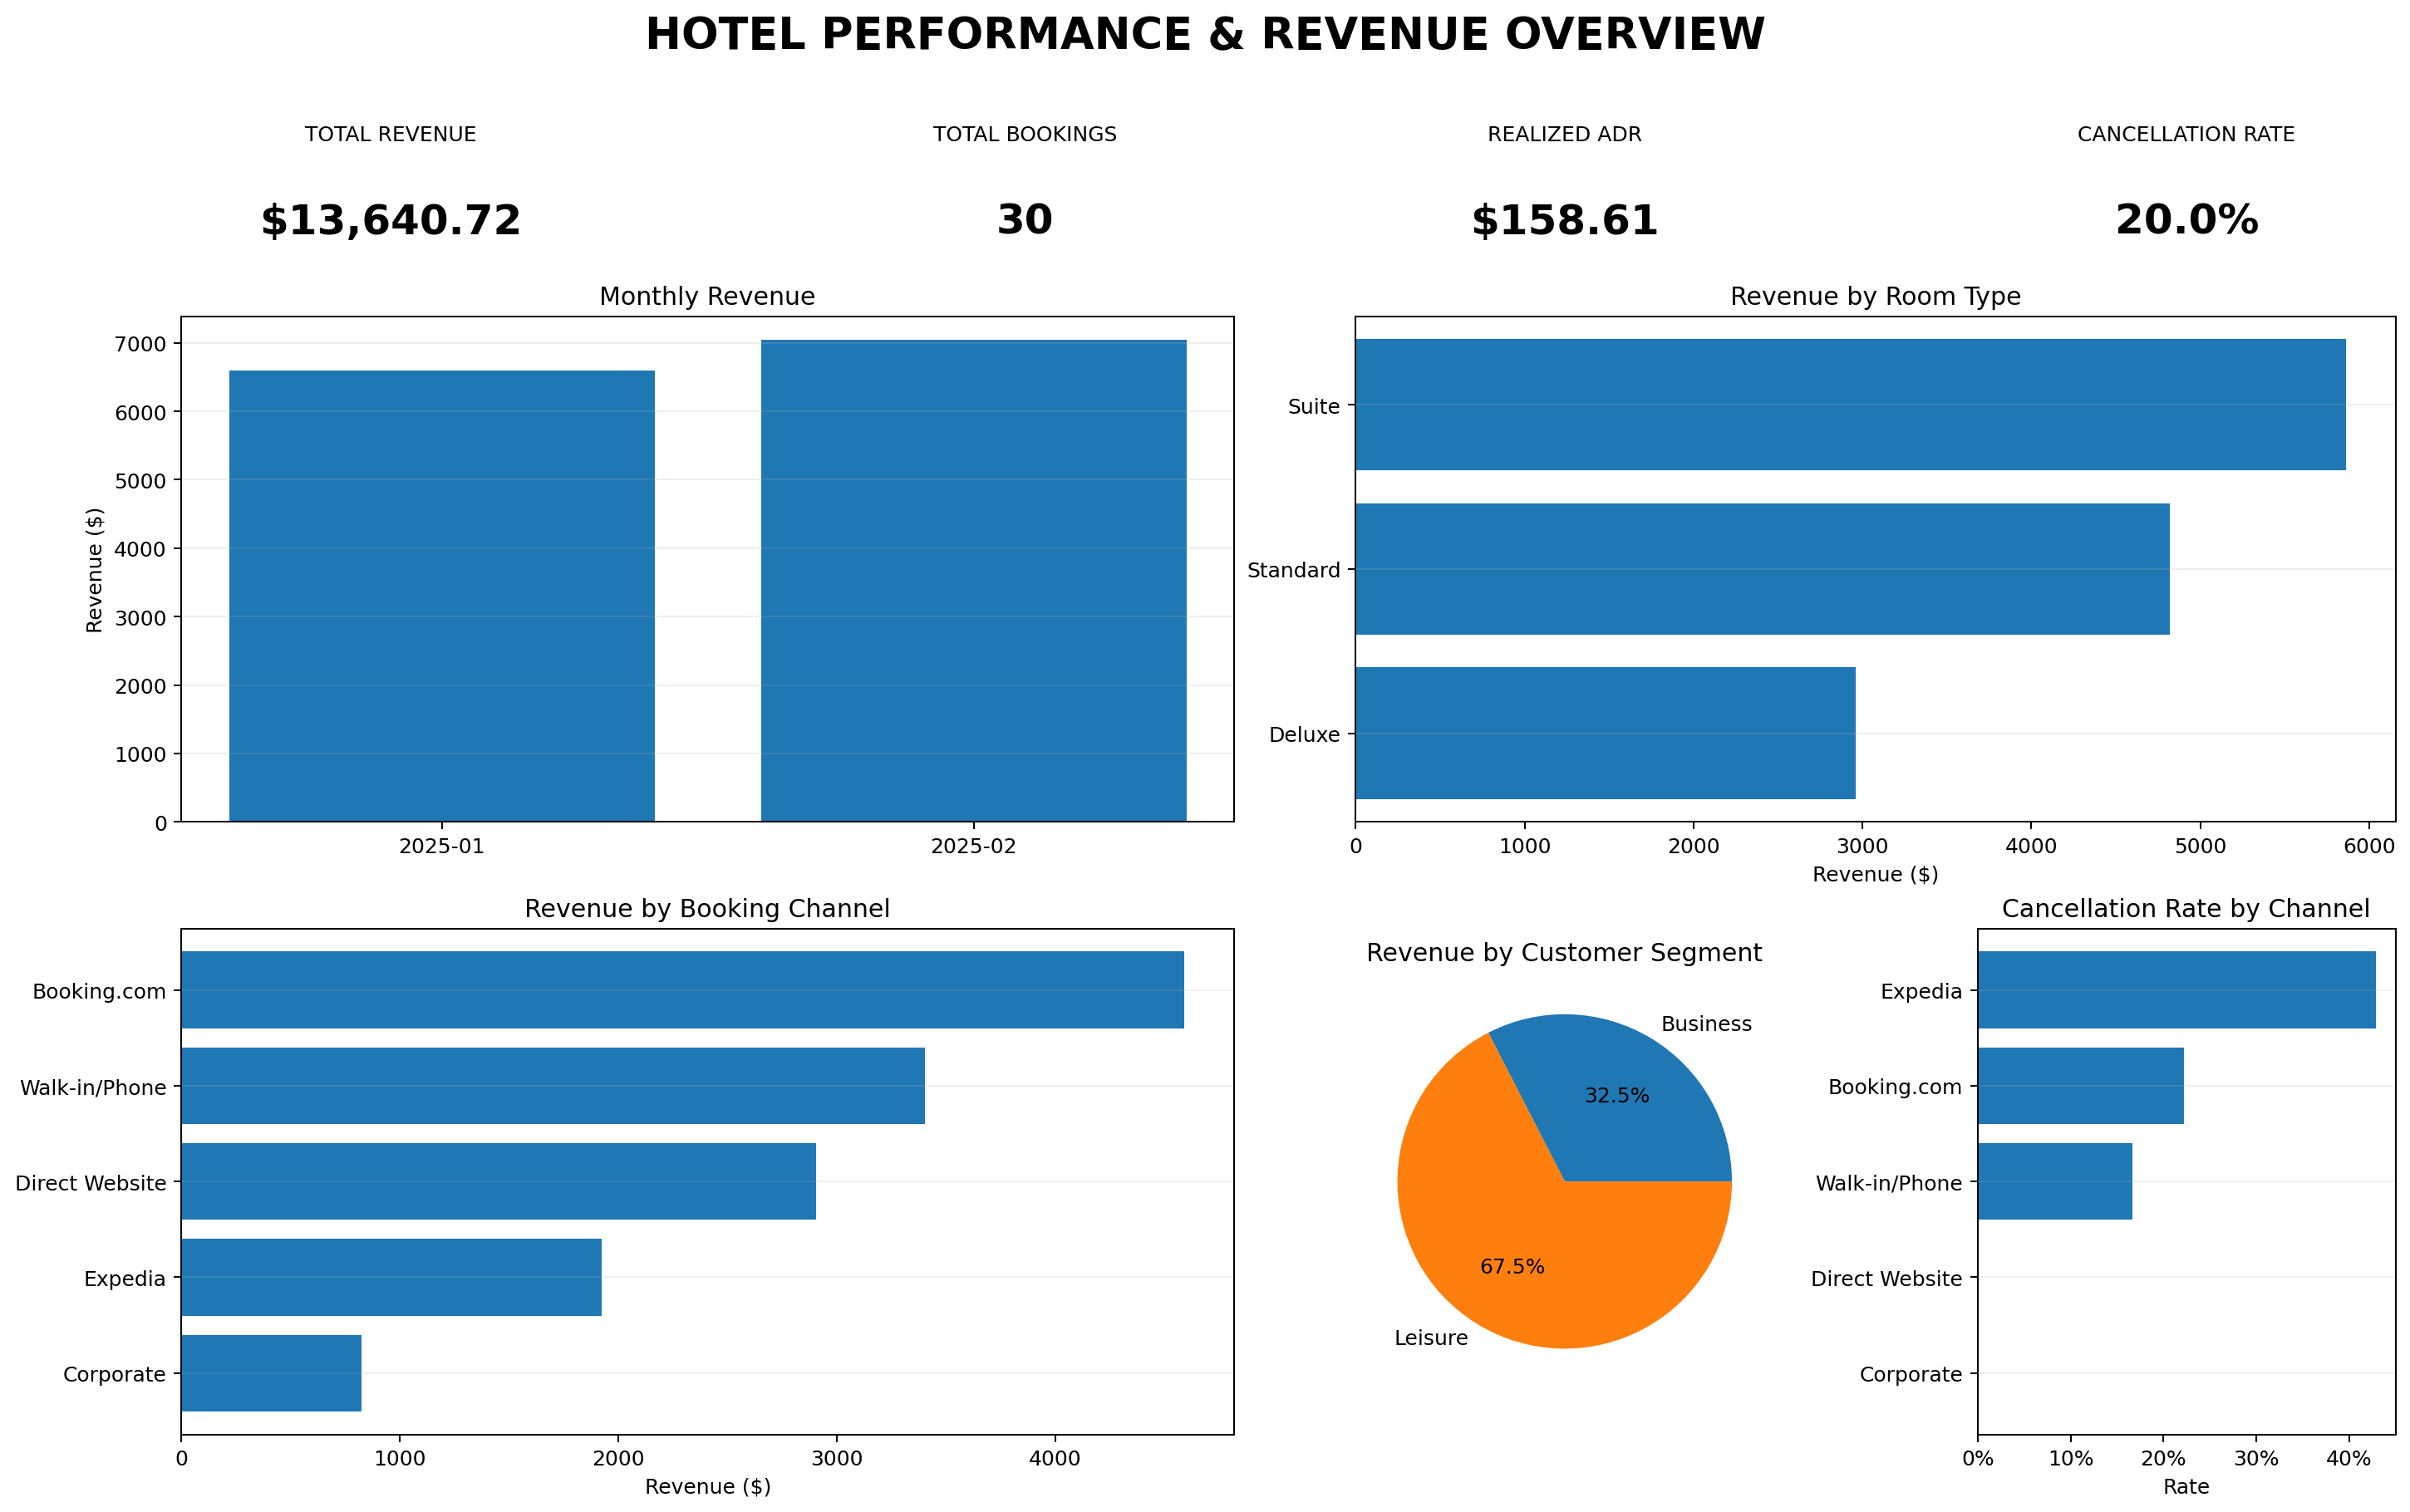 HOTEL PERFORMANCE & REVENUE OVERVIEW
TOTAL REVENUE
$13,640.72
TOTAL BOOKINGS
30
REALIZED ADR
$158.61
CANCELLATION RATE
20.0%
Monthly Revenue
Revenue ($)
7000
6000
5000
4000
3000
2000
1000
0
2025-01
2025-02
Revenue by Room Type
Suite
Standard
Deluxe
0
1000
2000
3000
4000
5000
6000
Revenue ($)
Revenue by Booking Channel
Booking.com
Walk-in/Phone
Direct Website
Expedia
Corporate
0
1000
2000
3000
4000
Revenue ($)
Revenue by Customer Segment
Business
32.5%
67.5%
Leisure
Cancellation Rate by Channel
Expedia
Booking.com
Walk-in/Phone
Direct Website
Corporate
0%
10%
20%
30%
40%
Rate